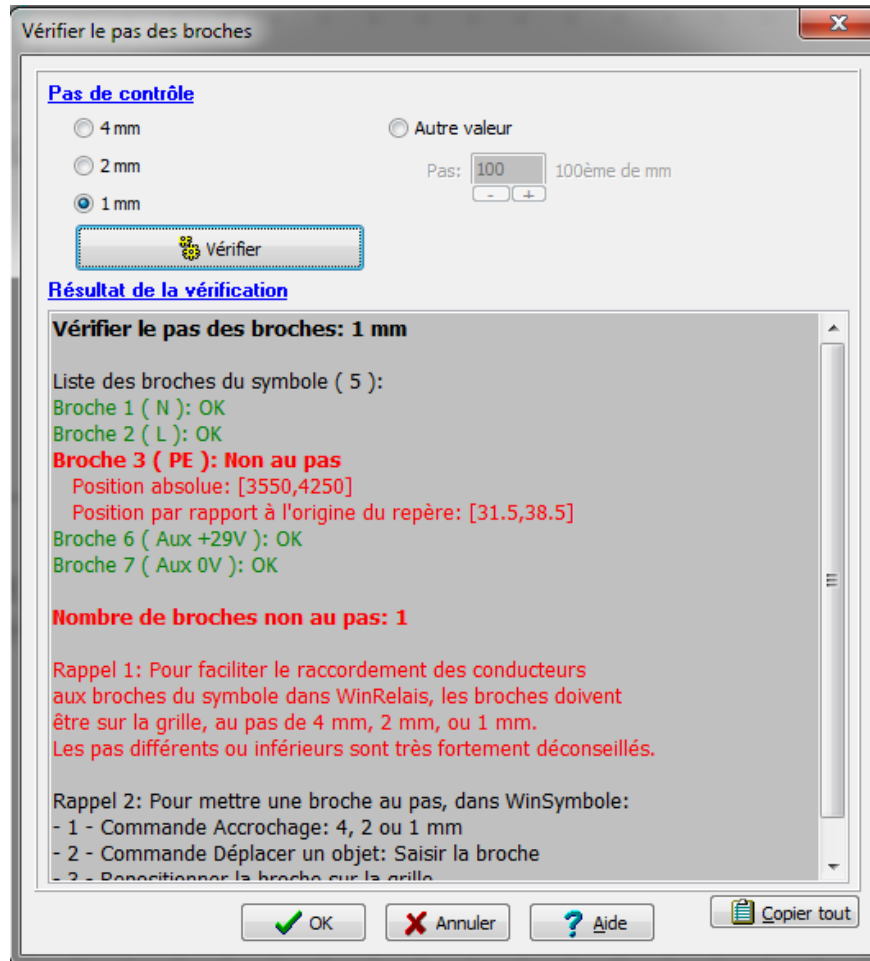 Vérifier le pas des broches
Pas de contrôle
4 mm
Autre valeur
2 mm
Pas: 100 100ème de mm
- +
1 mm
Vérifier
Résultat de la vérification
Vérifier le pas des broches: 1 mm
Liste des broches du symbole ( 5 ):
Broche 1 ( N ): OK
Broche 2 ( L ): OK
Broche 3 ( PE ): Non au pas
Position absolue: [3550,4250]
Position par rapport à l'origine du repère: [31.5,38.5]
Broche 6 ( Aux +29V ): OK
Broche 7 ( Aux 0V ): OK
Nombre de broches non au pas: 1
Rappel 1: Pour faciliter le raccordement des conducteurs
aux broches du symbole dans WinRelais, les broches doivent
être sur la grille, au pas de 4 mm, 2 mm, ou 1 mm.
Les pas différents ou inférieurs sont très fortement déconseillés.
Rappel 2: Pour mettre une broche au pas, dans WinSymbole:
- 1 - Commande Accrochage: 4, 2 ou 1 mm
- 2 - Commande Déplacer un objet: Saisir la broche
- 3 - Repositionner la broche sur la grille
OK Annuler Aide Copier tout